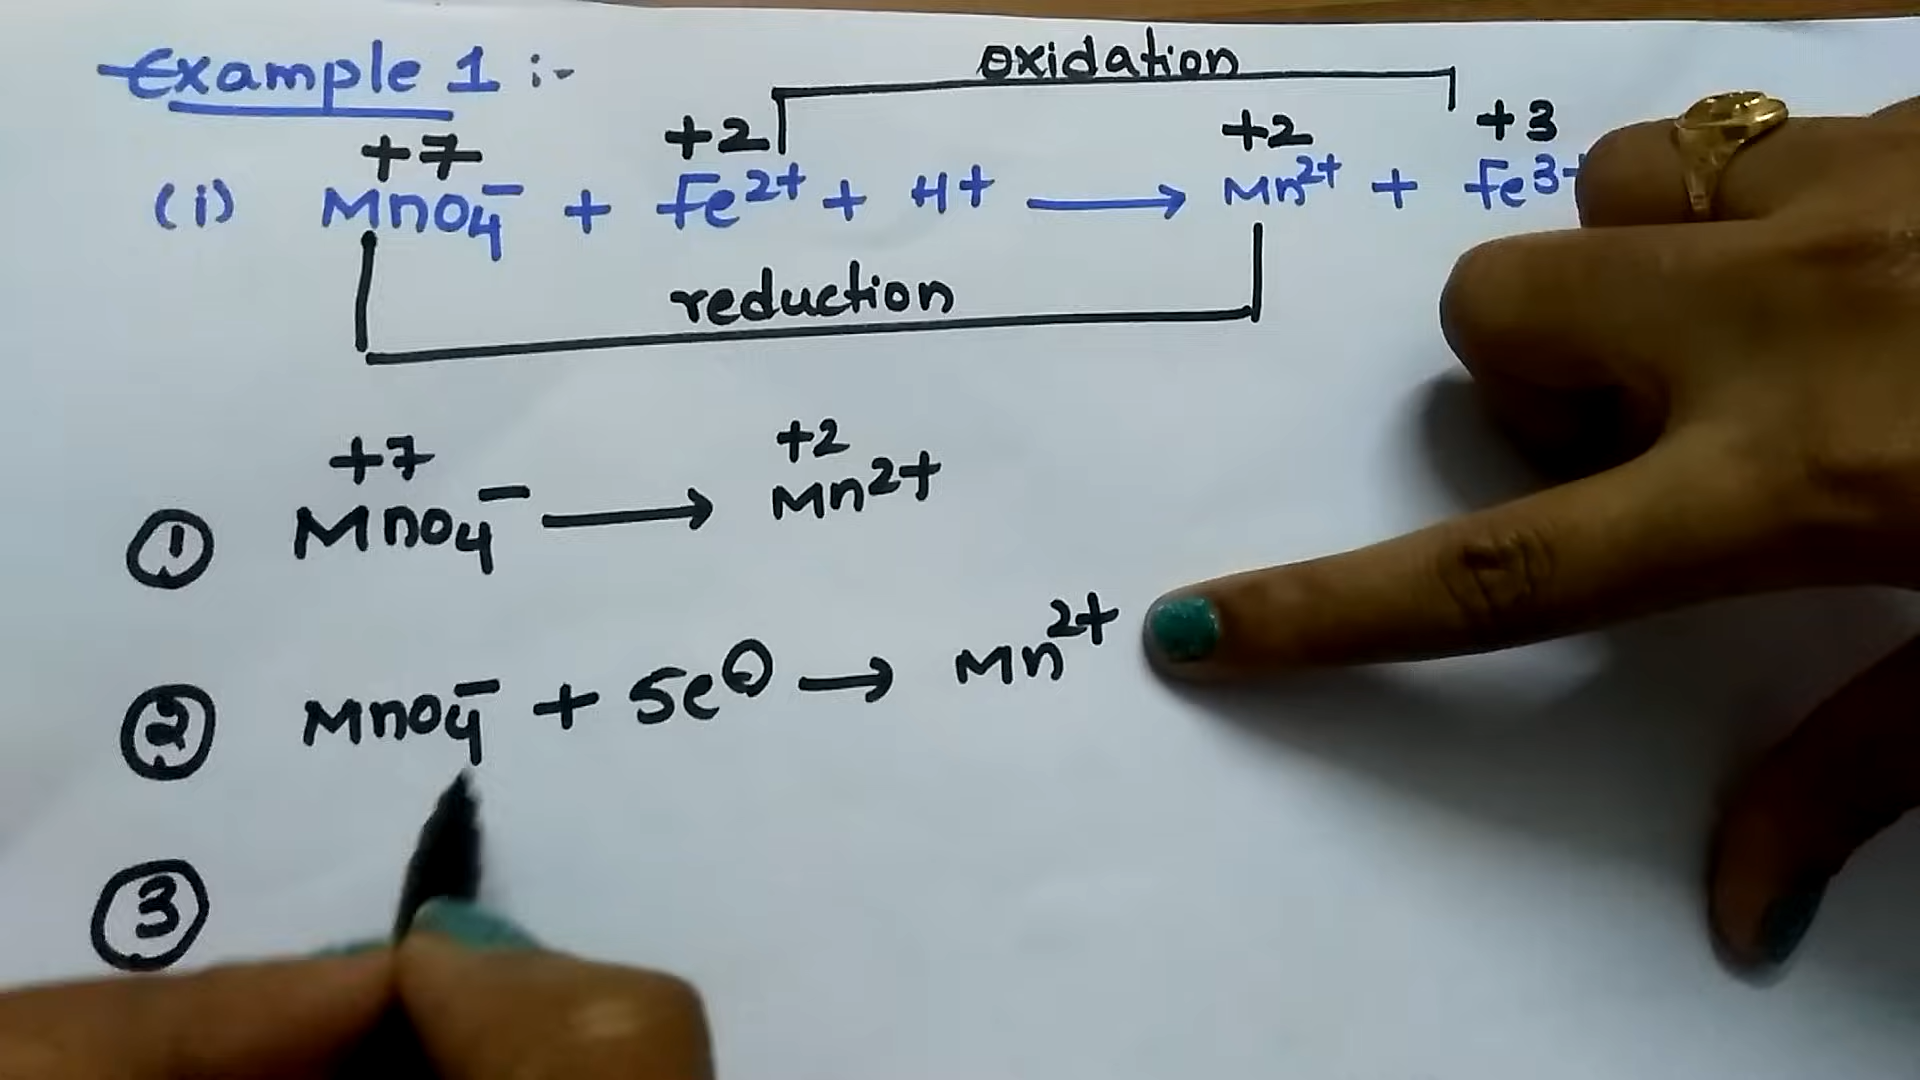 Example 1 :-
oxidation
+7 +2 +2 +3
(i) MnO₄⁻ + Fe²⁺ + H⁺ ⟶ Mn²⁺ + Fe³⁺
reduction
+7 +2
① MnO₄⁻ ⟶ Mn²⁺
② MnO₄⁻ + 5e⊖ → Mn²⁺
③